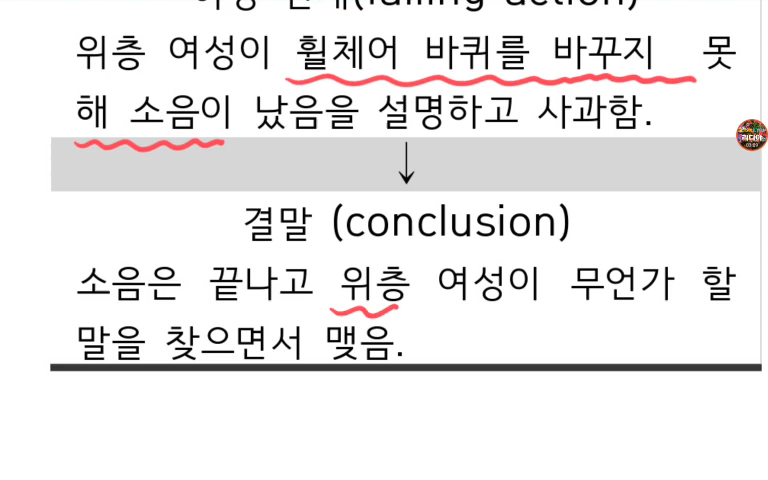 (falling action)
위층 여성이 휠체어 바퀴를 바꾸지 못
해 소음이 났음을 설명하고 사과함.
결말 (conclusion)
소음은 끝나고 위층 여성이 무언가 할
말을 찾으면서 맺음.